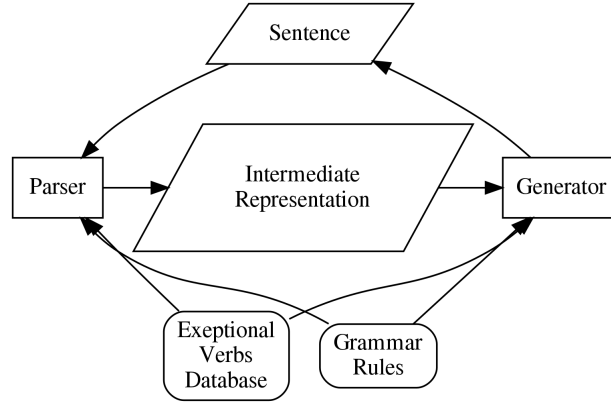 Sentence
Parser
Intermediate
Representation
Generator
Exeptional
Verbs
Database
Grammar
Rules